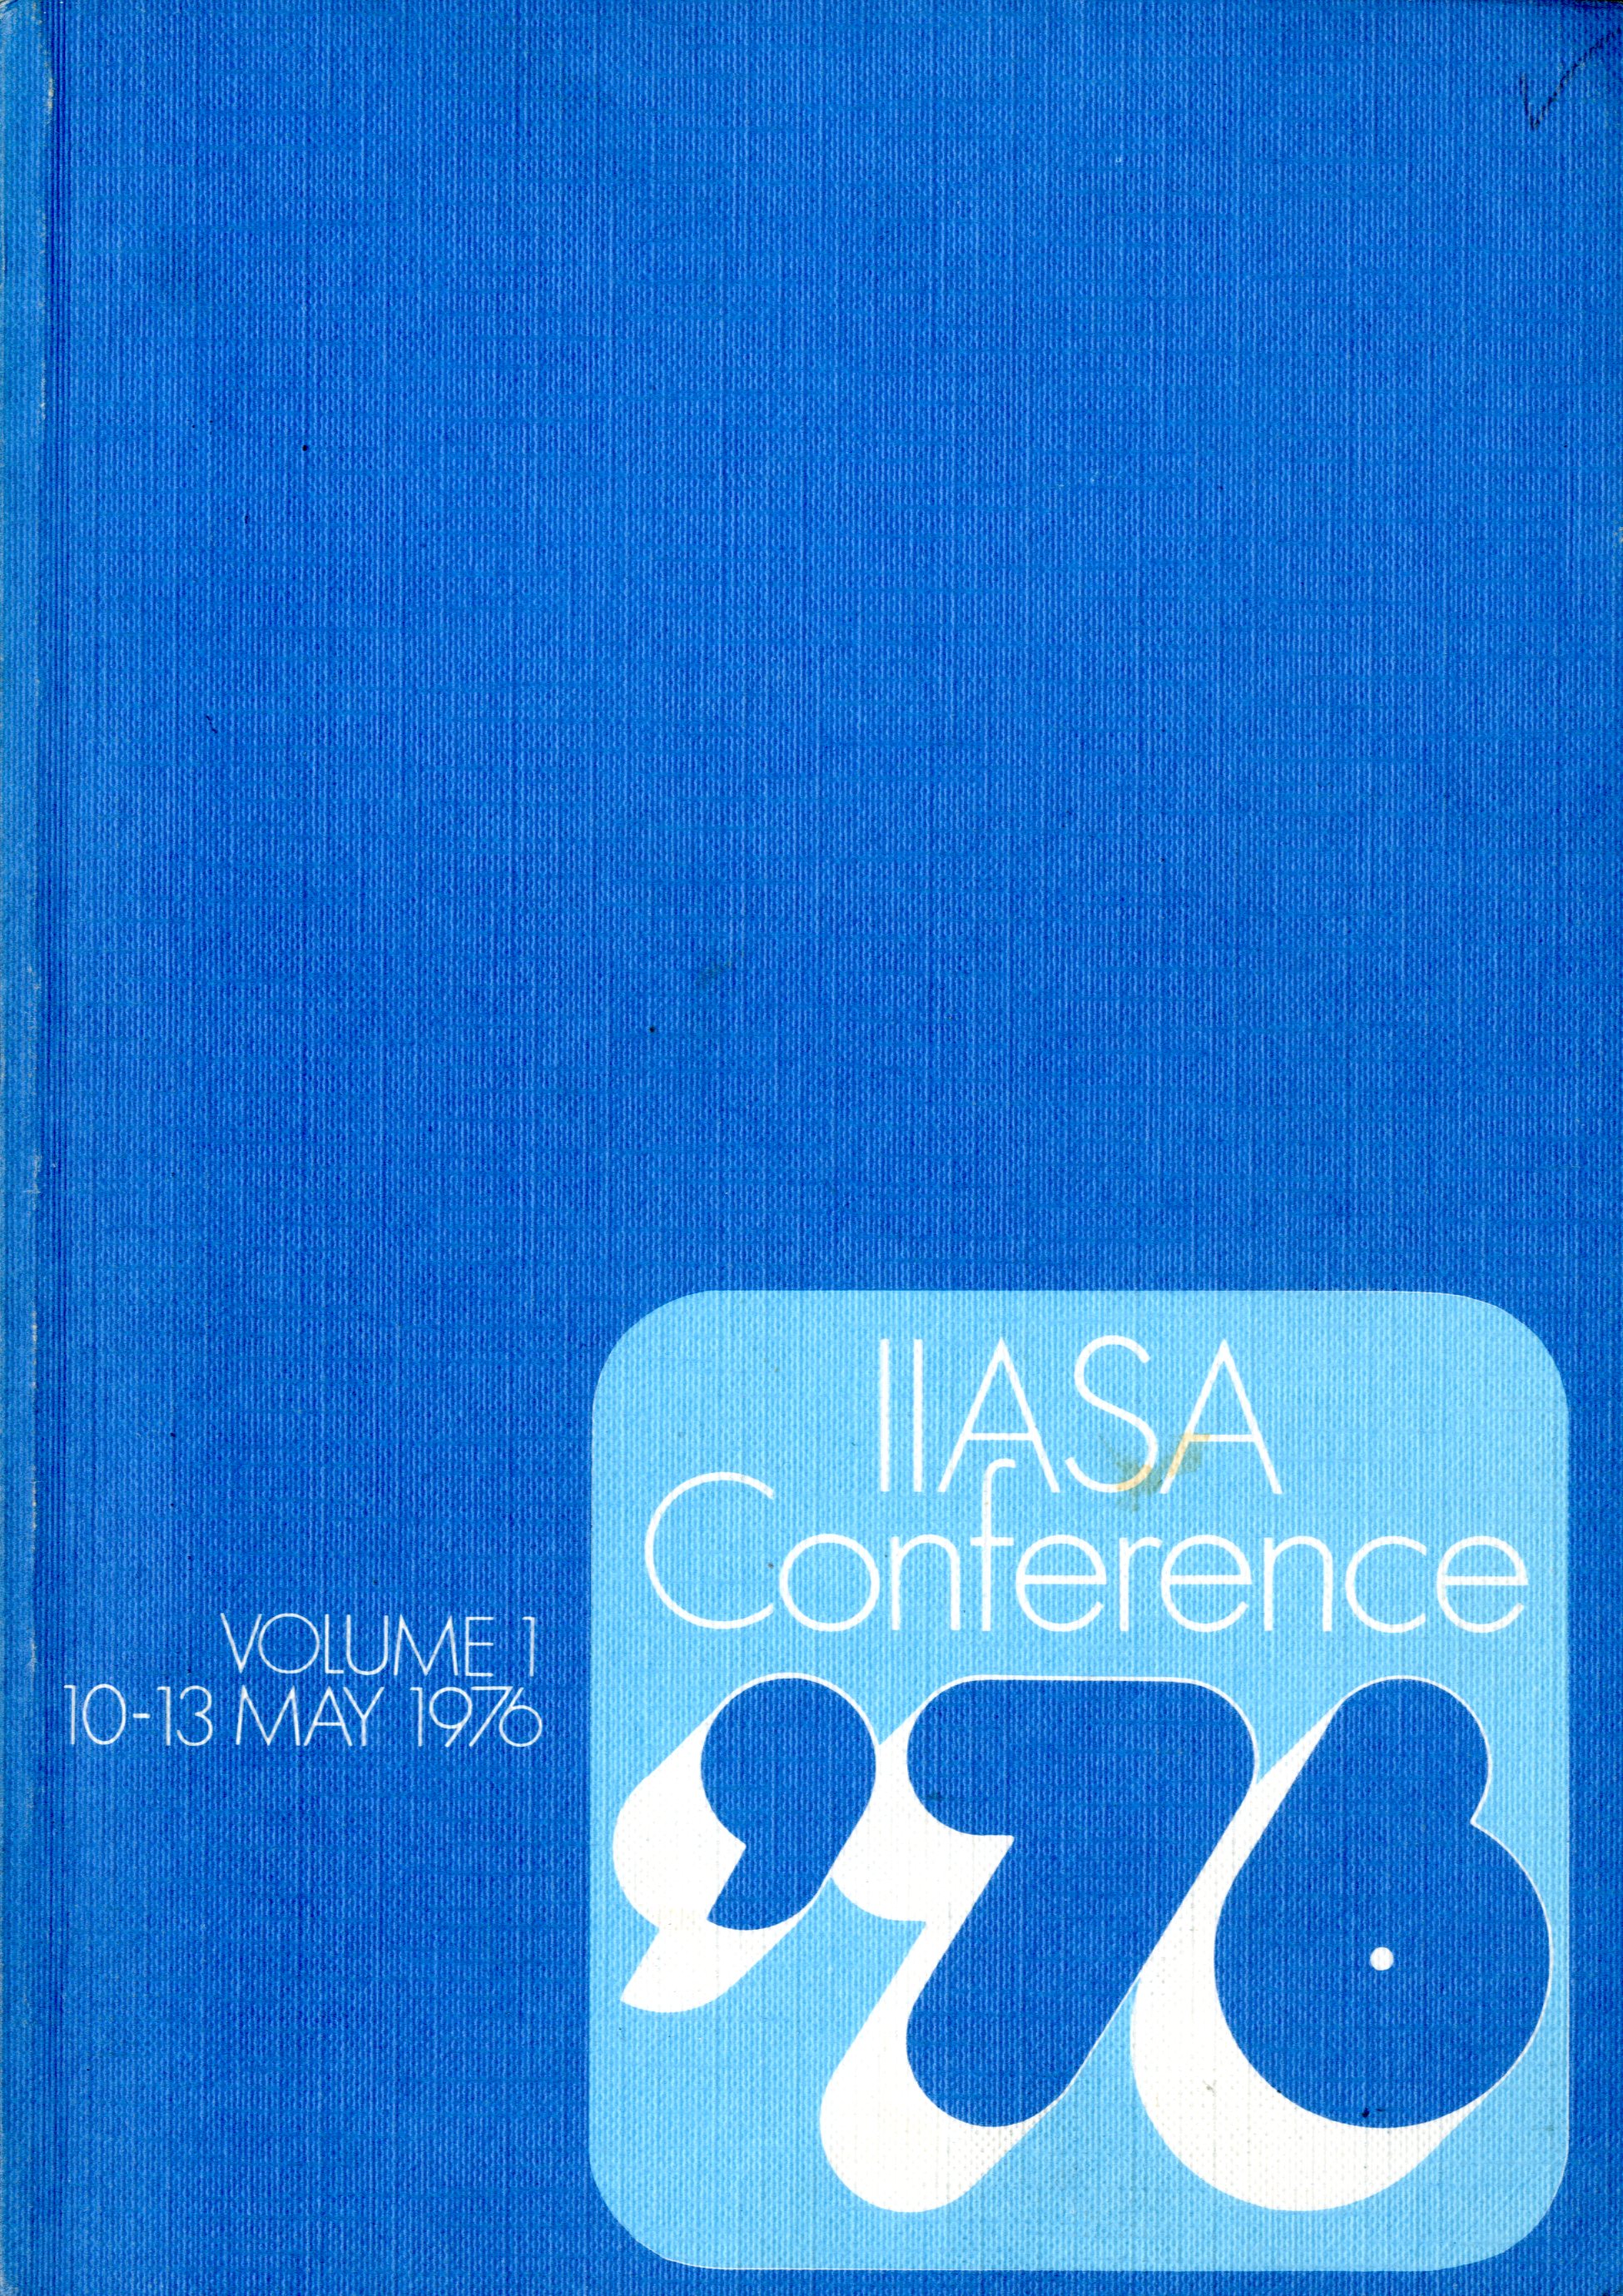 IIASA
Conference
'76
VOLUME 1
10-13 MAY 1976